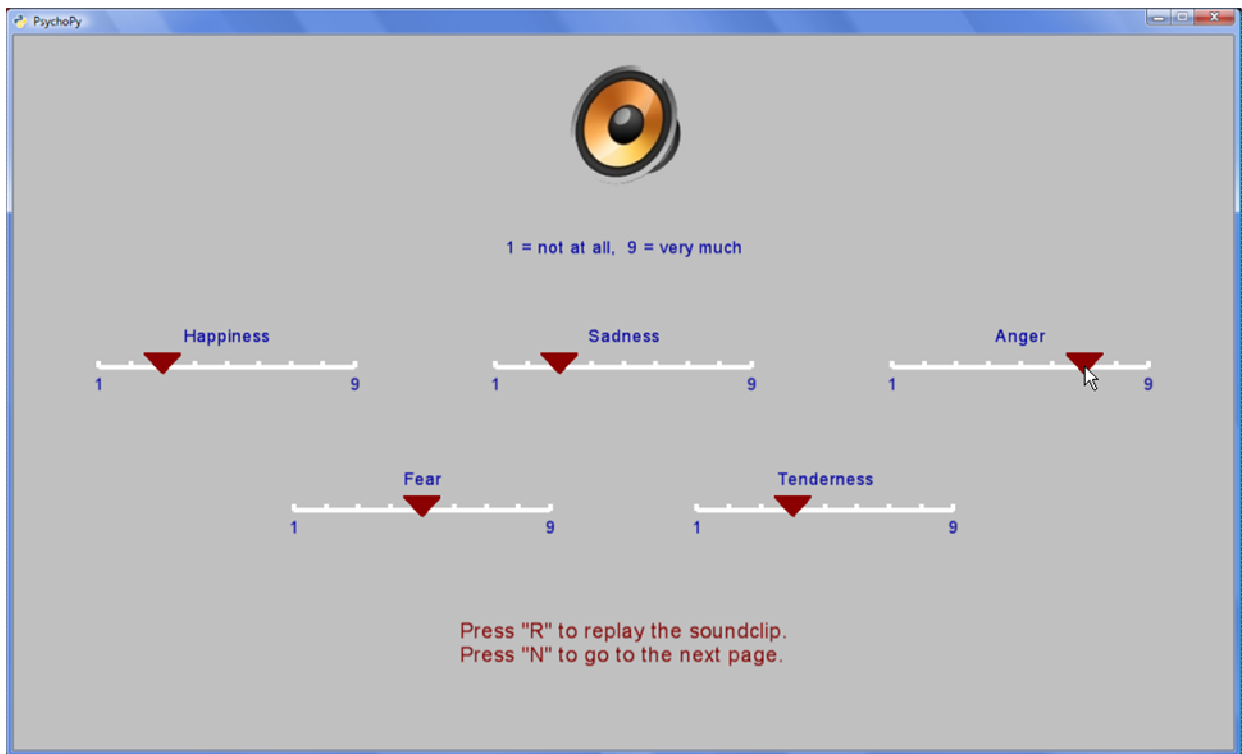 PsychoPy
1 = not at all,  9 = very much
Happiness
1 9
Sadness
1 9
Anger
1 9
Fear
1 9
Tenderness
1 9
Press "R" to replay the soundclip.
Press "N" to go to the next page.